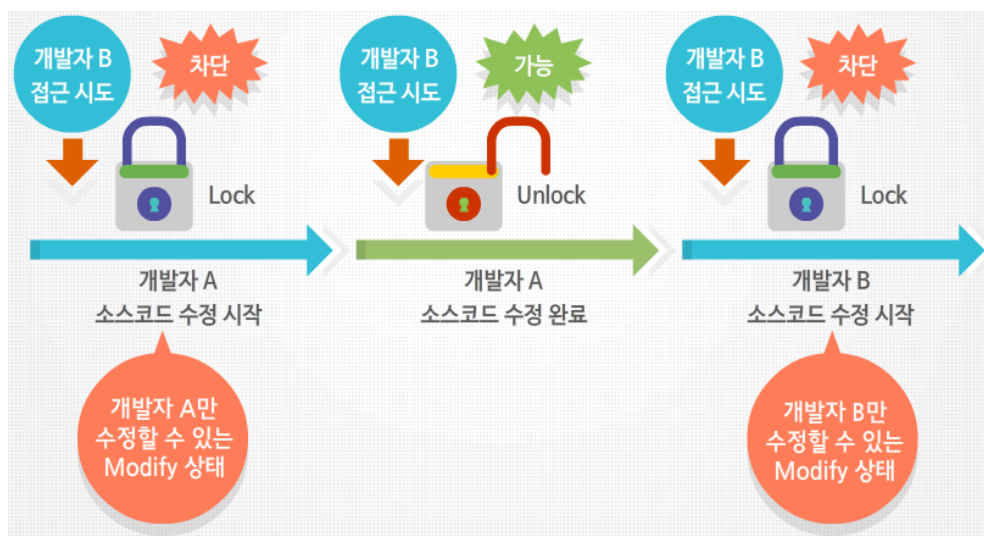 개발자 B
접근 시도
차단
Lock
개발자 A
소스코드 수정 시작
개발자 A만
수정할 수 있는
Modify 상태
개발자 B
접근 시도
가능
Unlock
개발자 A
소스코드 수정 완료
개발자 B
접근 시도
차단
Lock
개발자 B
소스코드 수정 시작
개발자 B만
수정할 수 있는
Modify 상태